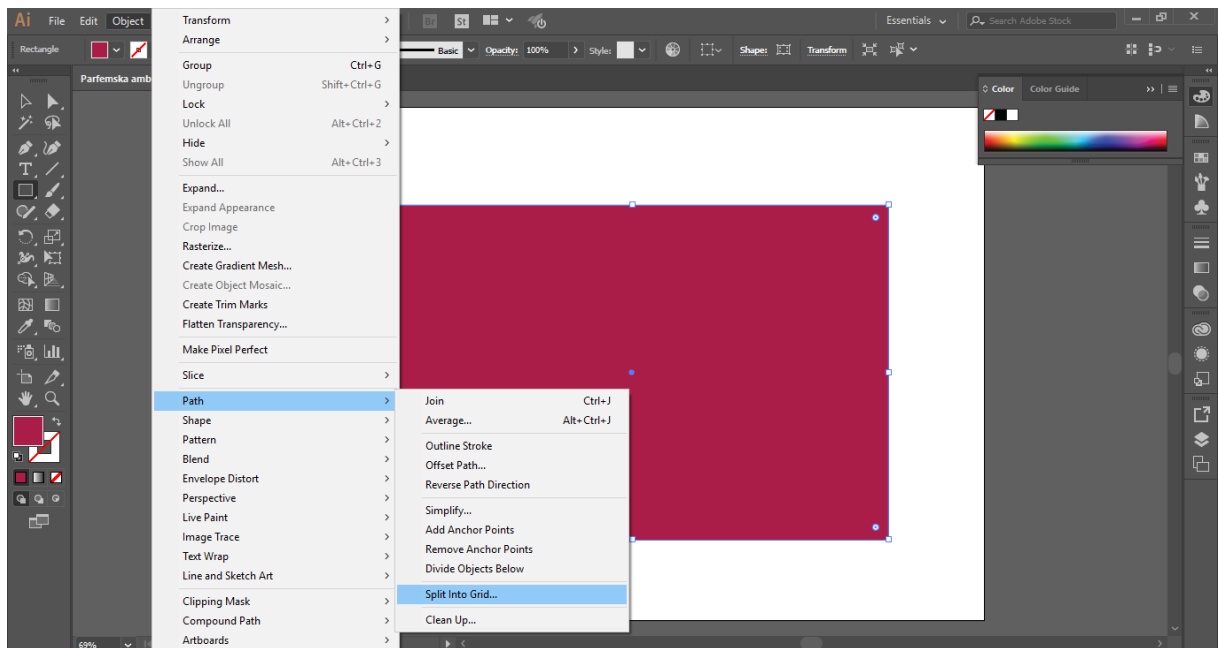 Ai File Edit Object Br St Essentials Search Adobe Stock
Rectangle Basic Opacity: 100% Style: Shape: Transform
Parfemska amb
Transform
Arrange
Group Ctrl+G
Ungroup Shift+Ctrl+G
Lock
Unlock All Alt+Ctrl+2
Hide
Show All Alt+Ctrl+3
Expand...
Expand Appearance
Crop Image
Rasterize...
Create Gradient Mesh...
Create Object Mosaic...
Create Trim Marks
Flatten Transparency...
Make Pixel Perfect
Slice
Path
Shape
Pattern
Blend
Envelope Distort
Perspective
Live Paint
Image Trace
Text Wrap
Line and Sketch Art
Clipping Mask
Compound Path
Artboards
Join Ctrl+J
Average... Alt+Ctrl+J
Outline Stroke
Offset Path...
Reverse Path Direction
Simplify...
Add Anchor Points
Remove Anchor Points
Divide Objects Below
Split Into Grid...
Clean Up...
Color Color Guide
69%